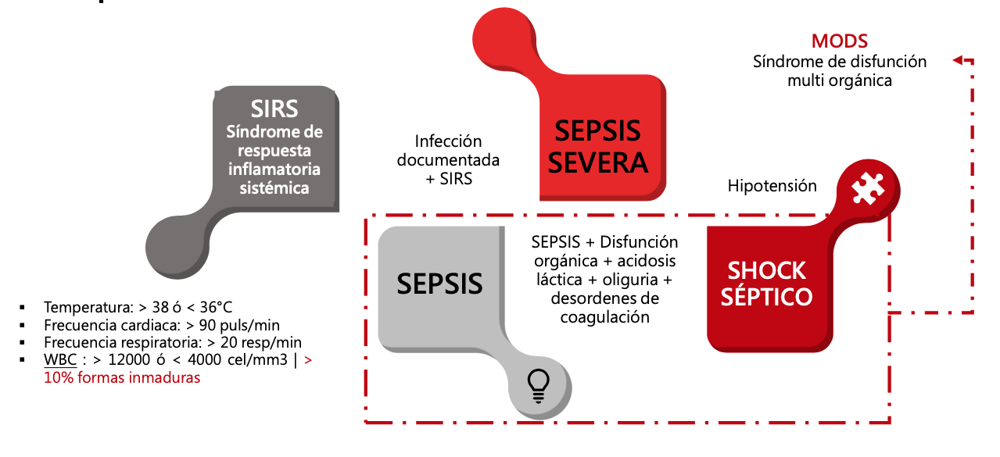 SIRS
Síndrome de
respuesta
inflamatoria
sistémica
▪ Temperatura: > 38 ó < 36°C
▪ Frecuencia cardiaca: > 90 puls/min
▪ Frecuencia respiratoria: > 20 resp/min
▪ WBC : > 12000 ó < 4000 cel/mm3 | >
10% formas inmaduras
Infección
documentada
+ SIRS
SEPSIS
SEPSIS
SEVERA
SEPSIS + Disfunción
orgánica + acidosis
láctica + oliguria +
desordenes de
coagulación
Hipotensión
SHOCK
SÉPTICO
MODS
Síndrome de disfunción
multi orgánica